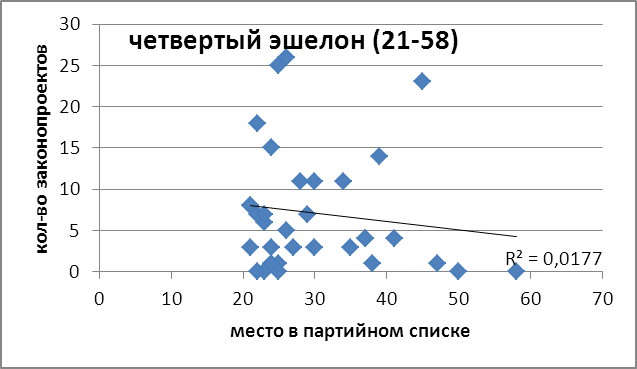 четвертый эшелон (21-58)
кол-во законопроектов
30
25
20
15
10
5
0
R² = 0,0177
0 10 20 30 40 50 60 70
место в партийном списке